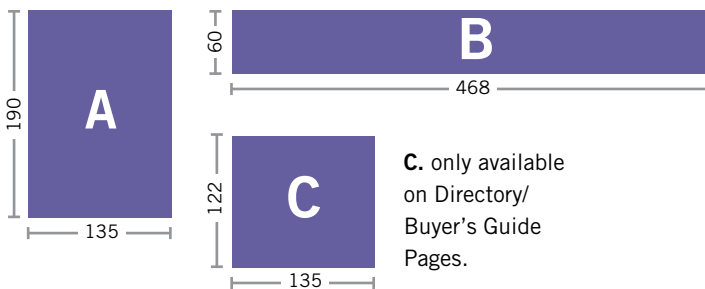 A
190
135
B
60
468
C
122
135
C. only available
on Directory/
Buyer’s Guide
Pages.